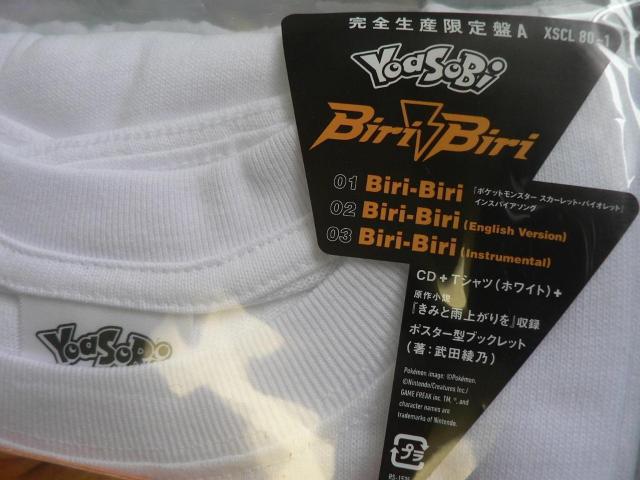 完全生産限定盤A XSCL 80-1
YOASOBI
Biri-Biri
01 Biri-Biri 「ポケットモンスター スカーレット・バイオレット」
インスパイアソング
02 Biri-Biri (English Version)
03 Biri-Biri (Instrumental)
CD + Tシャツ(ホワイト) +
原作小説
『きみと雨上がりを』収録
ポスター型ブックレット
(著:武田綾乃)
Pokémon image: ©Pokémon.
©Nintendo/Creatures Inc./
GAME FREAK inc. TM, ®, and
character names are
trademarks of Nintendo.
プラ
YOASOBI